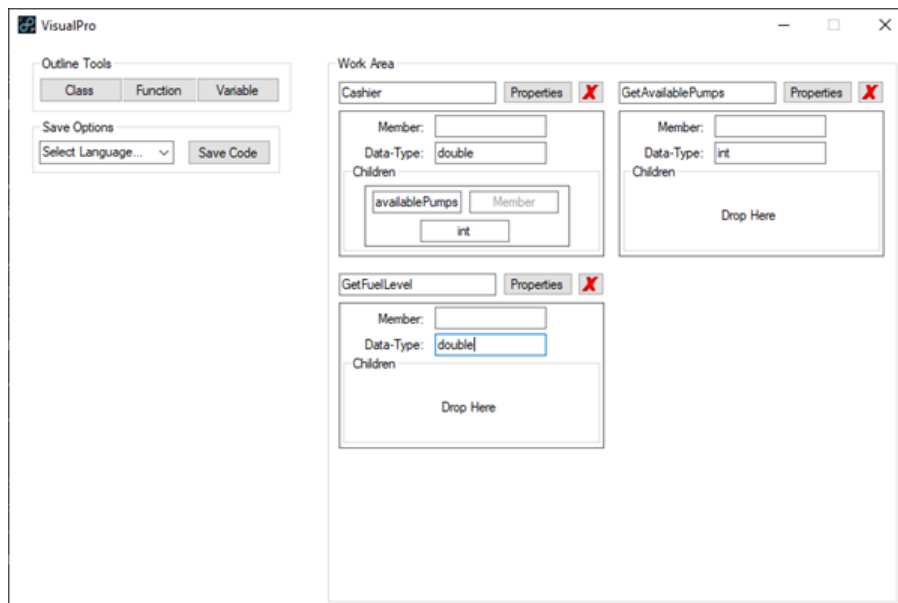 VisualPro
Outline Tools
Class Function Variable
Save Options
Select Language... Save Code
Work Area
Cashier Properties X
Member:
Data-Type: double
Children
availablePumps Member
int
GetAvailablePumps Properties X
Member:
Data-Type: int
Children
Drop Here
GetFuelLevel Properties X
Member:
Data-Type: double
Children
Drop Here